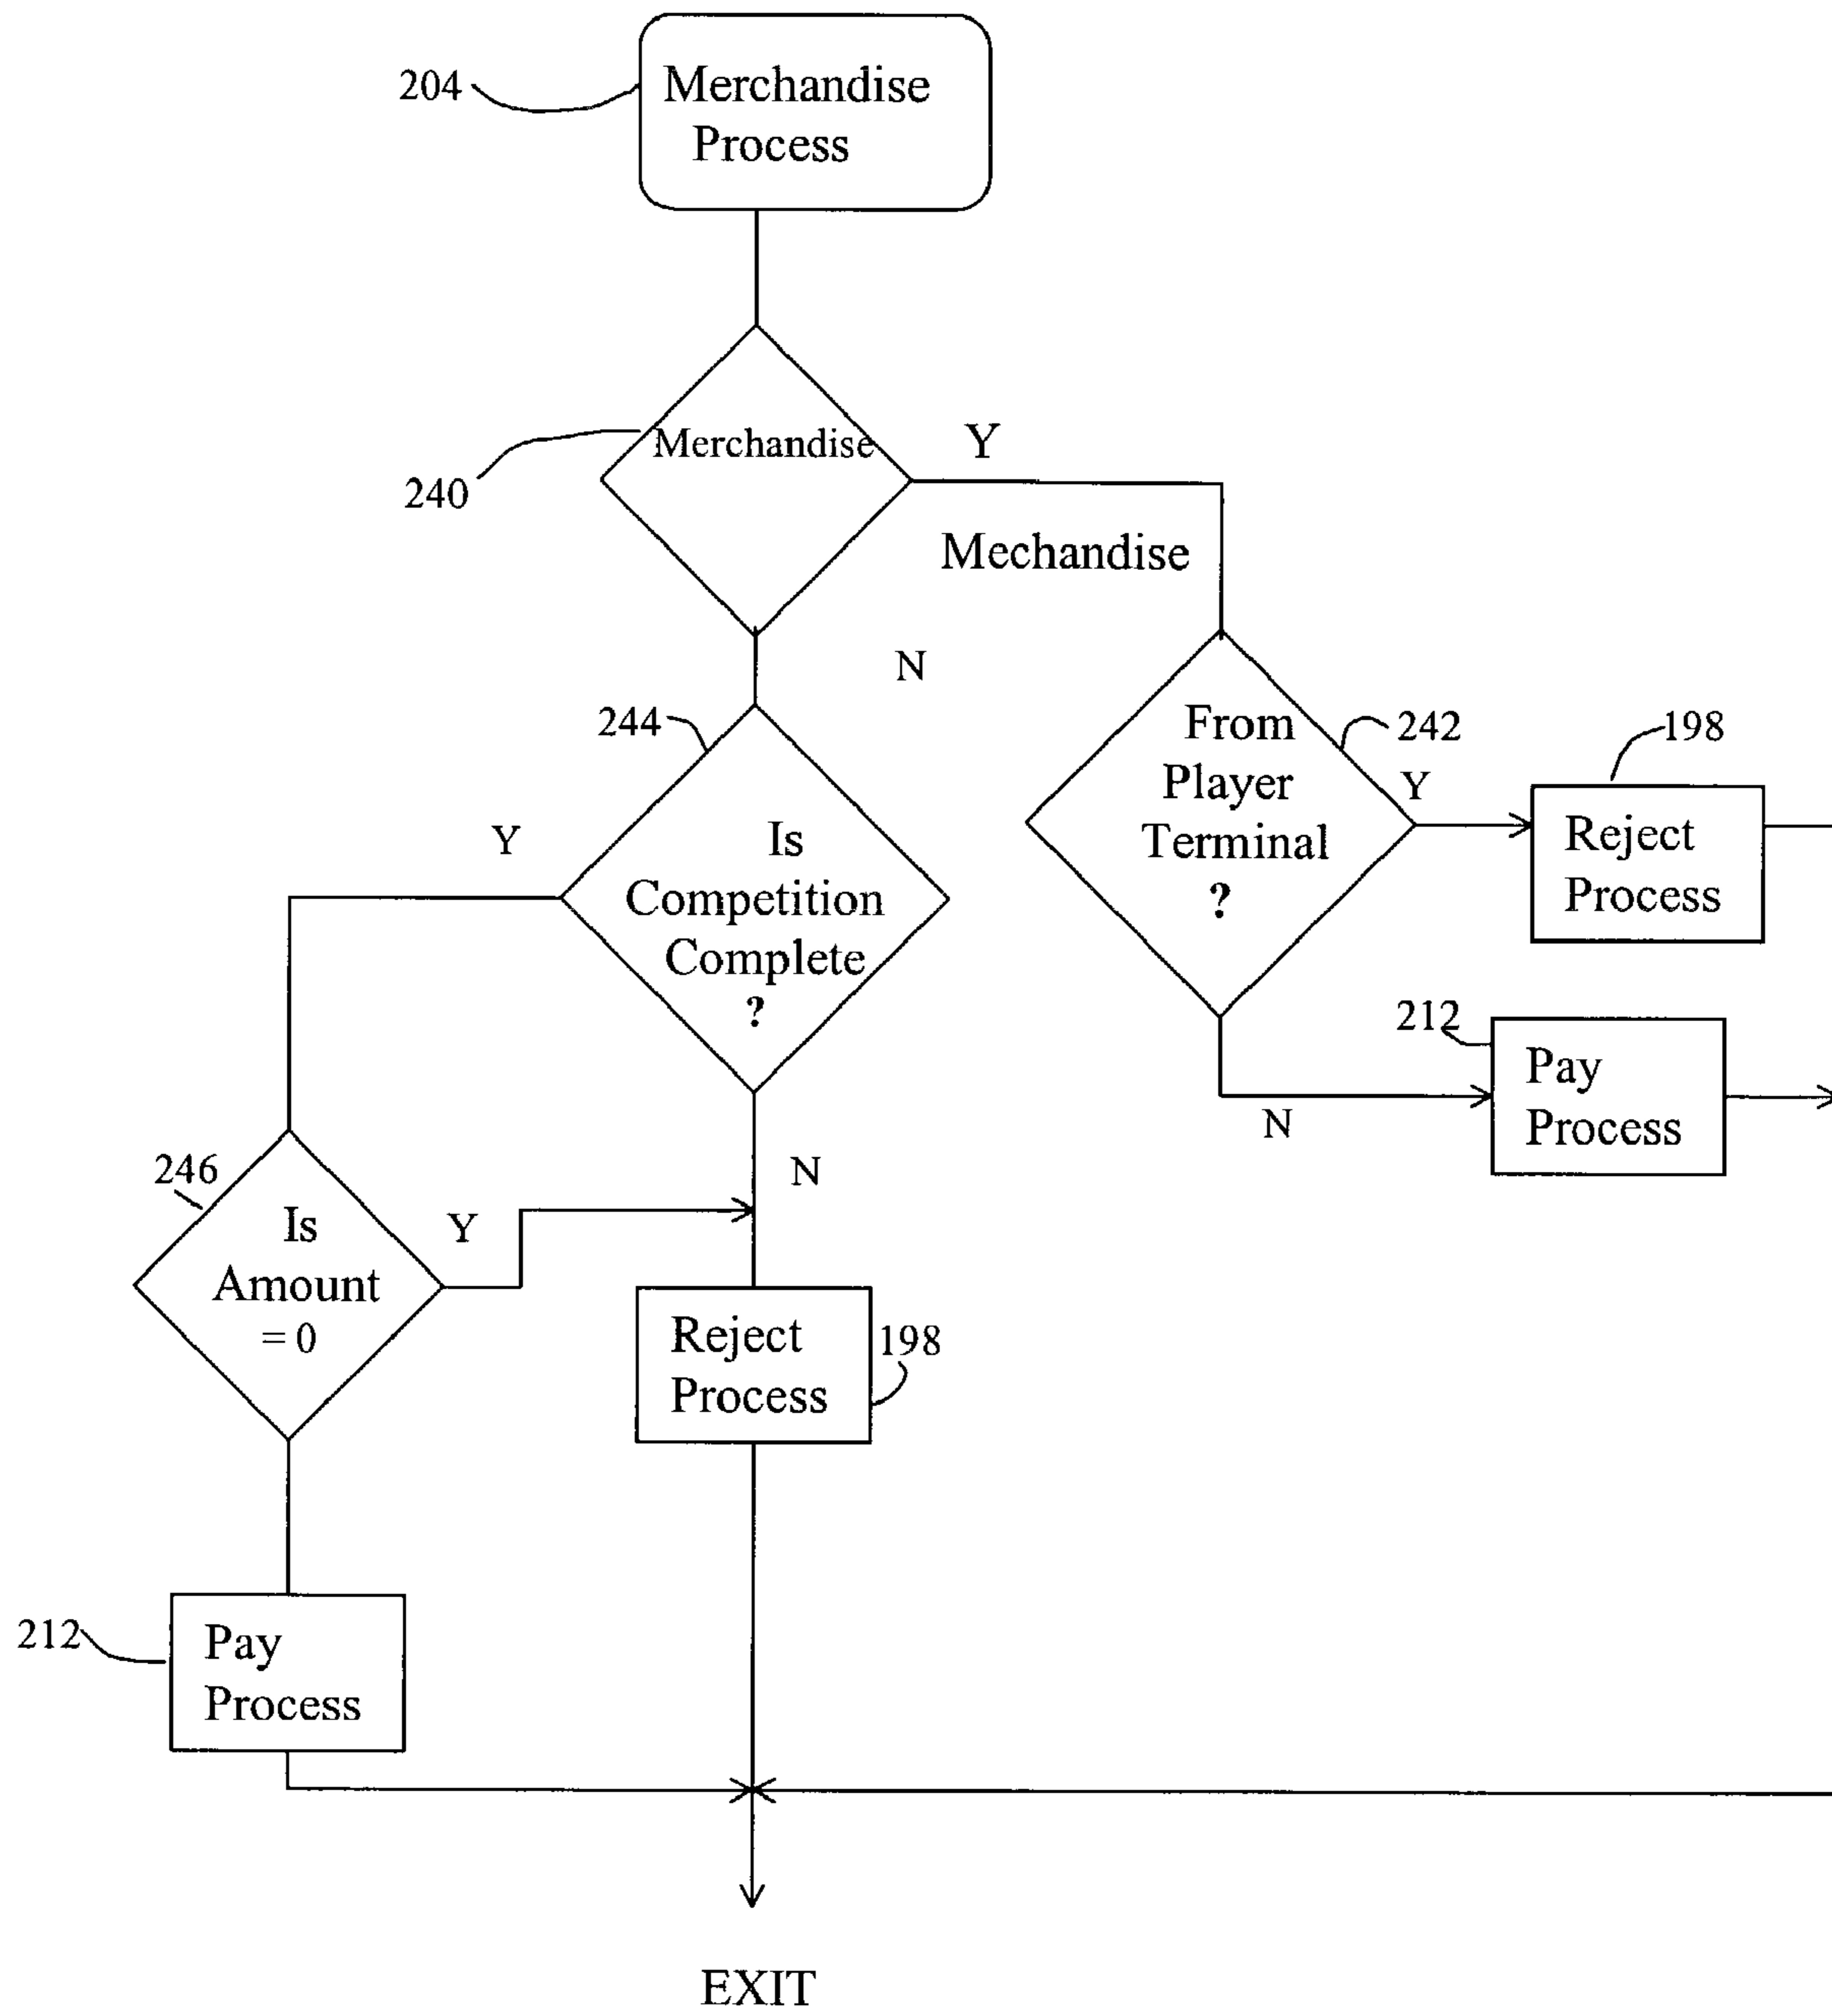 204
Merchandise
Process
240
Merchandise
Y
Mechandise
N
244
Is
Competition
Complete
?
Y
N
From
Player
Terminal
?
242
Y
198
Reject
Process
212
Pay
Process
N
246
Is
Amount
= 0
Y
Reject
Process
198
212
Pay
Process
EXIT